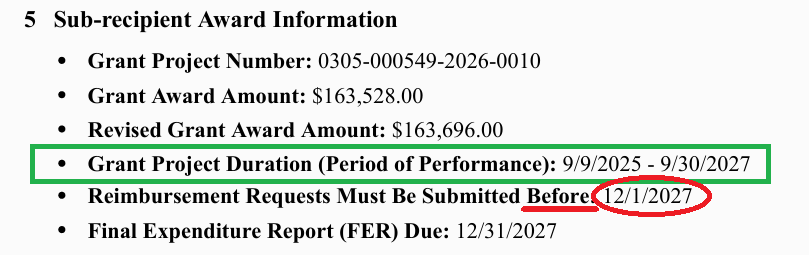 5 Sub-recipient Award Information
• Grant Project Number: 0305-000549-2026-0010
• Grant Award Amount: $163,528.00
• Revised Grant Award Amount: $163,696.00
• Grant Project Duration (Period of Performance): 9/9/2025 - 9/30/2027
• Reimbursement Requests Must Be Submitted Before: 12/1/2027
• Final Expenditure Report (FER) Due: 12/31/2027